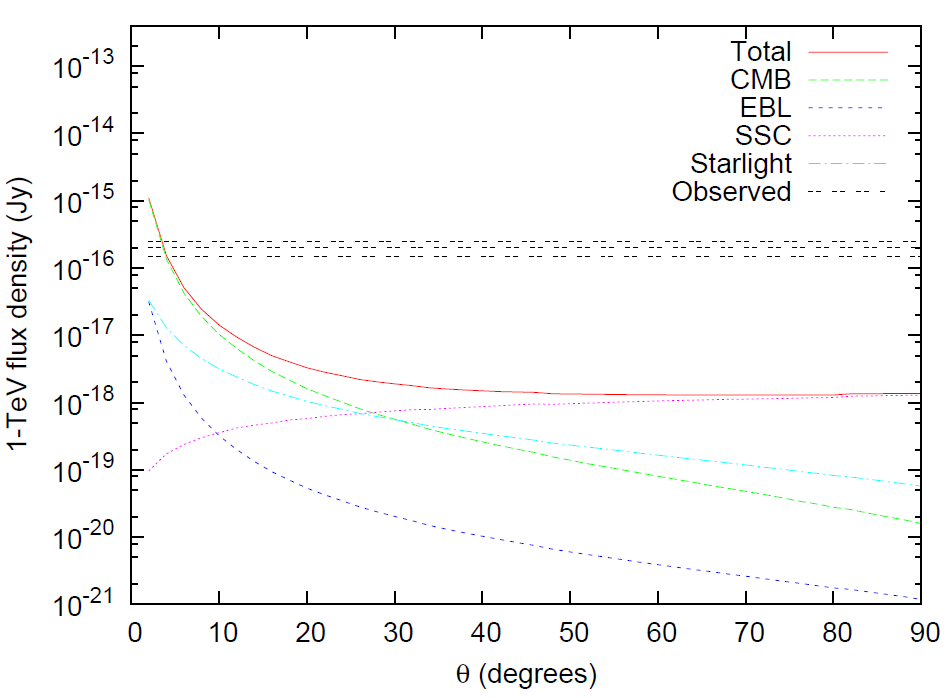 10-13
10-14
10-15
10-16
10-17
10-18
10-19
10-20
10-21
1-TeV flux density (Jy)
Total
CMB
EBL
SSC
Starlight
Observed
0 10 20 30 40 50 60 70 80 90
θ (degrees)